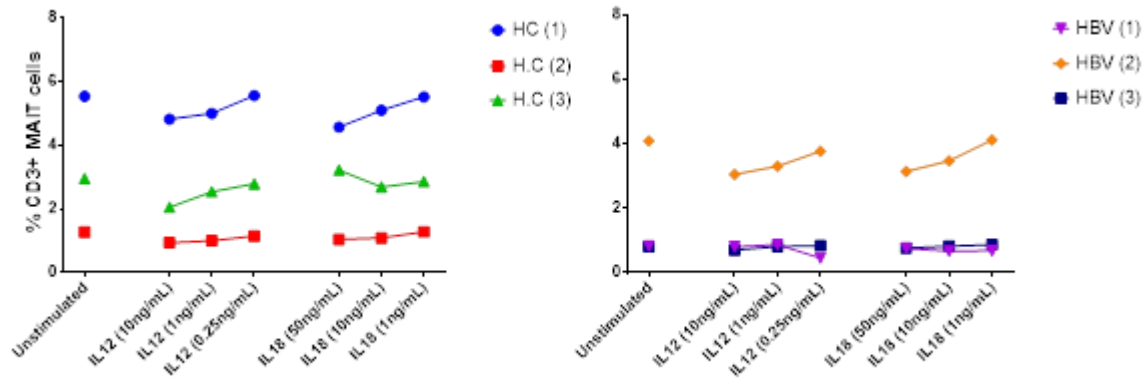 % CD3+ MAIT cells
8
6
4
2
0
Unstimulated
IL12 (10ng/mL)
IL12 (1ng/mL)
IL12 (0.25ng/mL)
IL18 (50ng/mL)
IL18 (10ng/mL)
IL18 (1ng/mL)
HC (1)
H.C (2)
H.C (3)
8
6
4
2
0
Unstimulated
IL12 (10ng/mL)
IL12 (1ng/mL)
IL12 (0.25ng/mL)
IL18 (50ng/mL)
IL18 (10ng/mL)
IL18 (1ng/mL)
HBV (1)
HBV (2)
HBV (3)